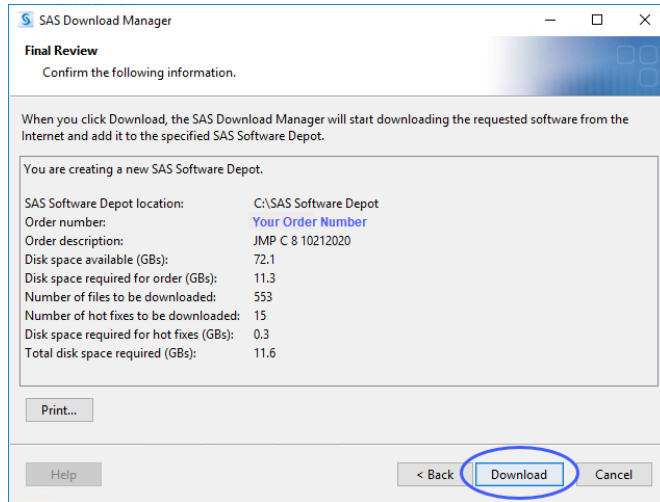 SAS Download Manager
Final Review
Confirm the following information.
When you click Download, the SAS Download Manager will start downloading the requested software from the
Internet and add it to the specified SAS Software Depot.
You are creating a new SAS Software Depot.
SAS Software Depot location: C:\SAS Software Depot
Order number: Your Order Number
Order description: JMP C 8 10212020
Disk space available (GBs): 72.1
Disk space required for order (GBs): 11.3
Number of files to be downloaded: 553
Number of hot fixes to be downloaded: 15
Disk space required for hot fixes (GBs): 0.3
Total disk space required (GBs): 11.6
Print...
Help < Back Download Cancel